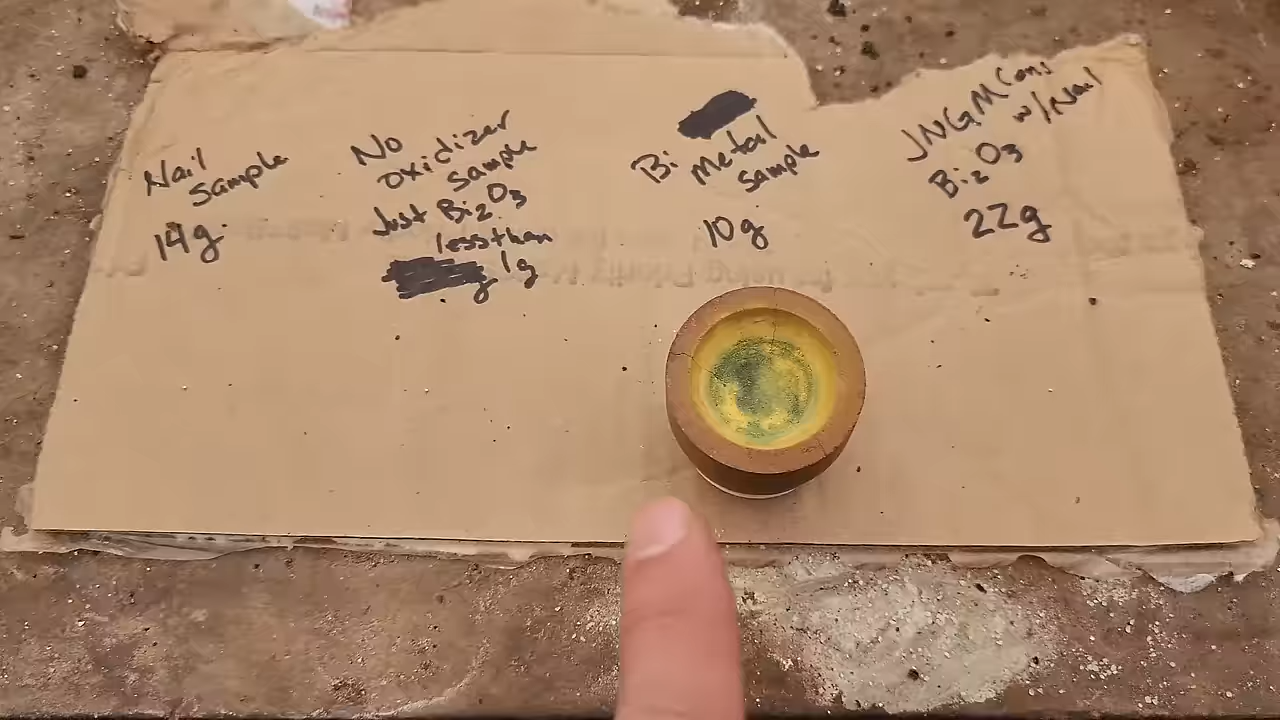 Nail
Sample
14g.
No
oxidizer
sample
Just Bi₂O₃
less than
g 1g
Bi Metal
sample
10g
JNGM Cons
w/Nail
Bi₂O₃
22g